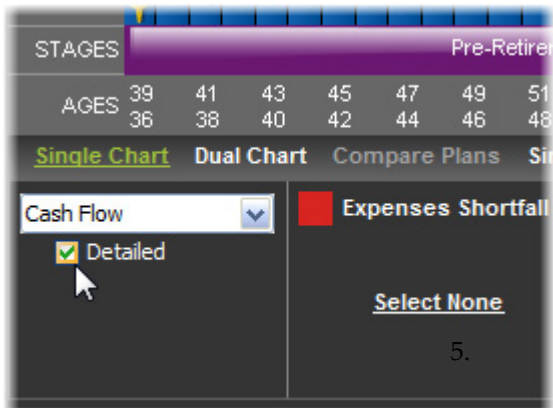 STAGES Pre-Retire
AGES 39 41 43 45 47 49 51
36 38 40 42 44 46 48
Single Chart Dual Chart Compare Plans Si
Cash Flow Expenses Shortfall
Detailed
Select None
5.